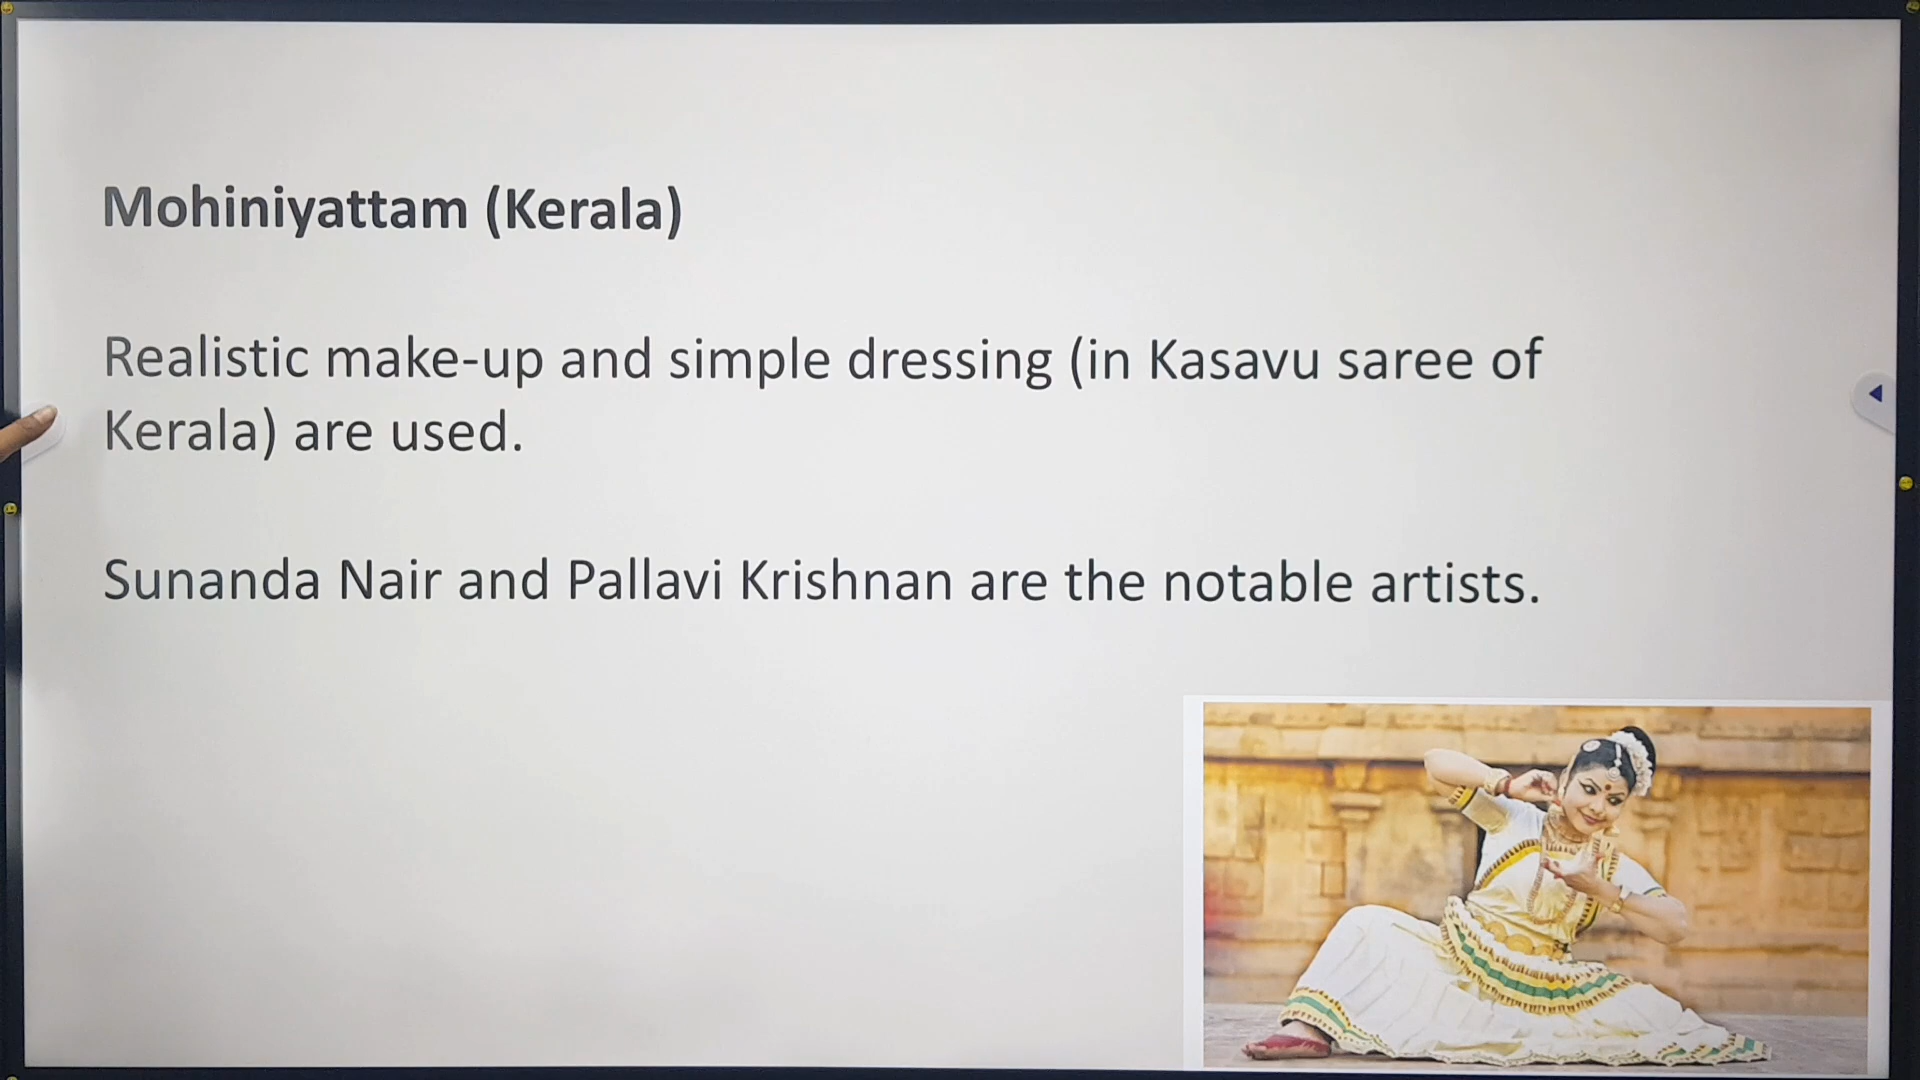 Mohiniyattam (Kerala)
Realistic make-up and simple dressing (in Kasavu saree of
Kerala) are used.
Sunanda Nair and Pallavi Krishnan are the notable artists.